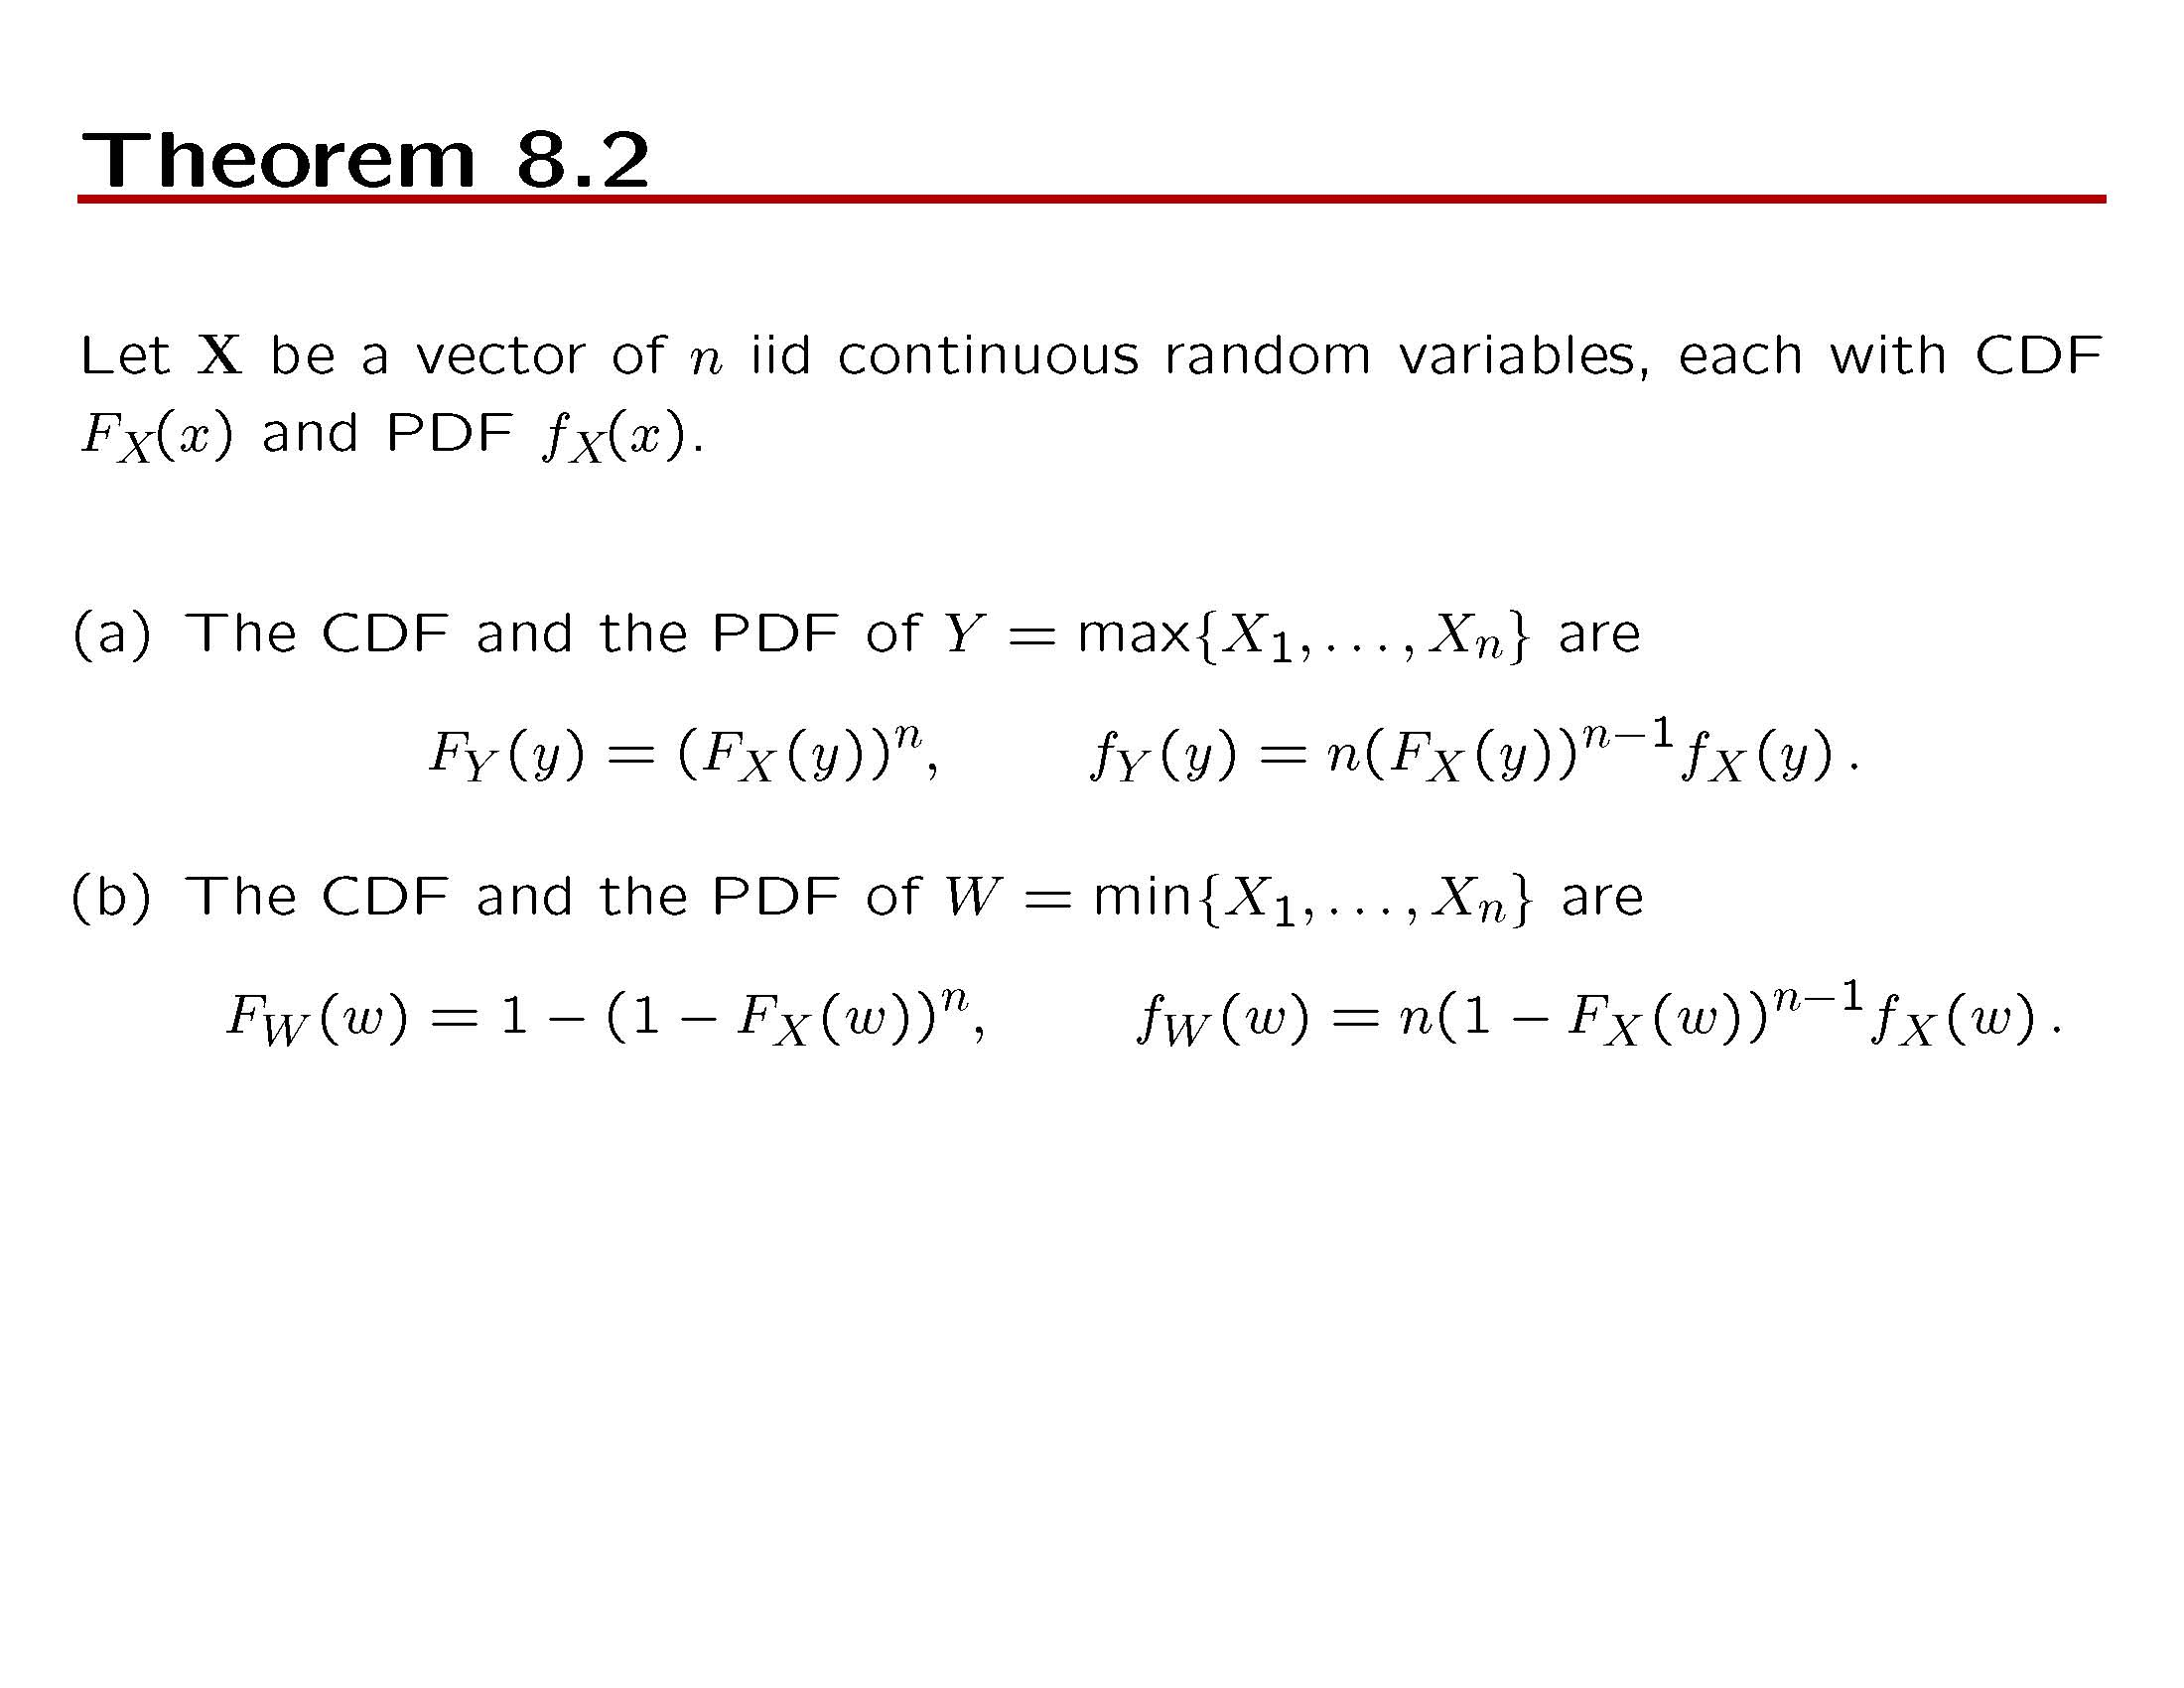 Theorem 8.2
Let X be a vector of n iid continuous random variables, each with CDF
F_X(x) and PDF f_X(x).
(a) The CDF and the PDF of Y = max{X_1, . . . , X_n} are
F_Y(y) = (F_X(y))^n, f_Y(y) = n(F_X(y))^{n−1} f_X(y) .
(b) The CDF and the PDF of W = min{X_1, . . . , X_n} are
F_W(w) = 1 − (1 − F_X(w))^n, f_W(w) = n(1 − F_X(w))^{n−1} f_X(w) .